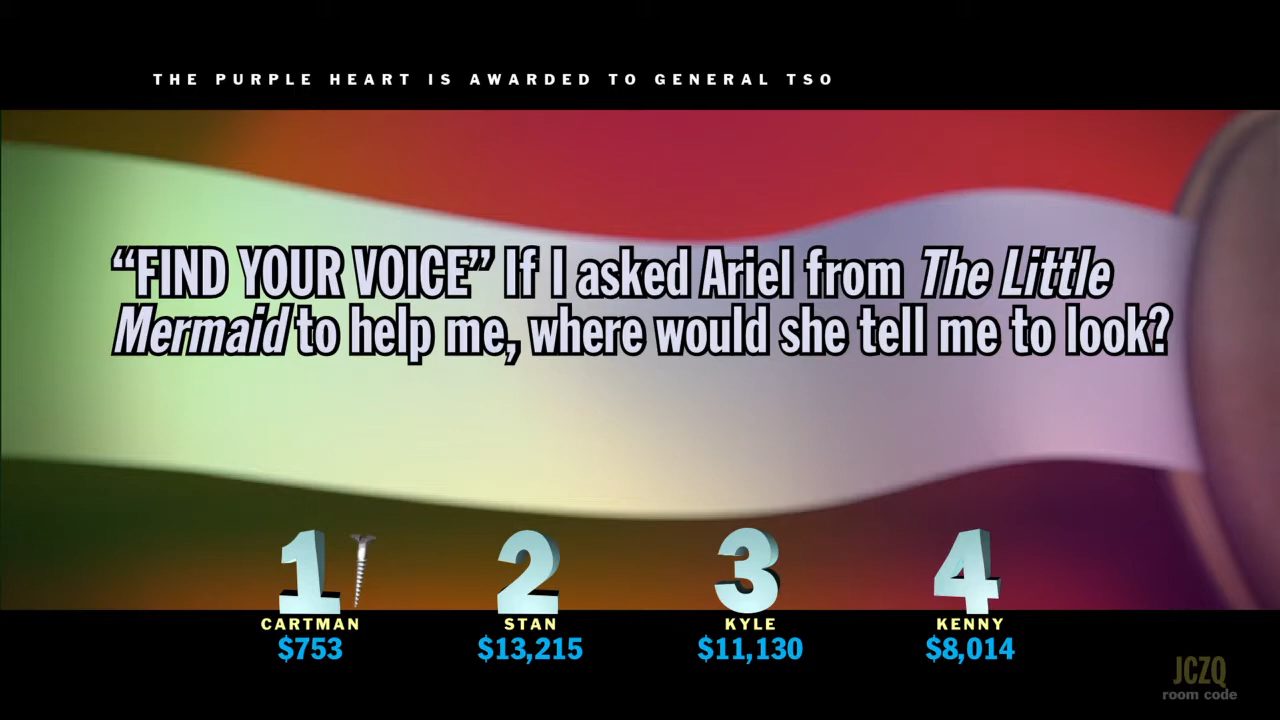 THE PURPLE HEART IS AWARDED TO GENERAL TSO
“FIND YOUR VOICE” If I asked Ariel from The Little
Mermaid to help me, where would she tell me to look?
1 2 3 4
CARTMAN STAN KYLE KENNY
$753 $13,215 $11,130 $8,014
JCZQ
room code